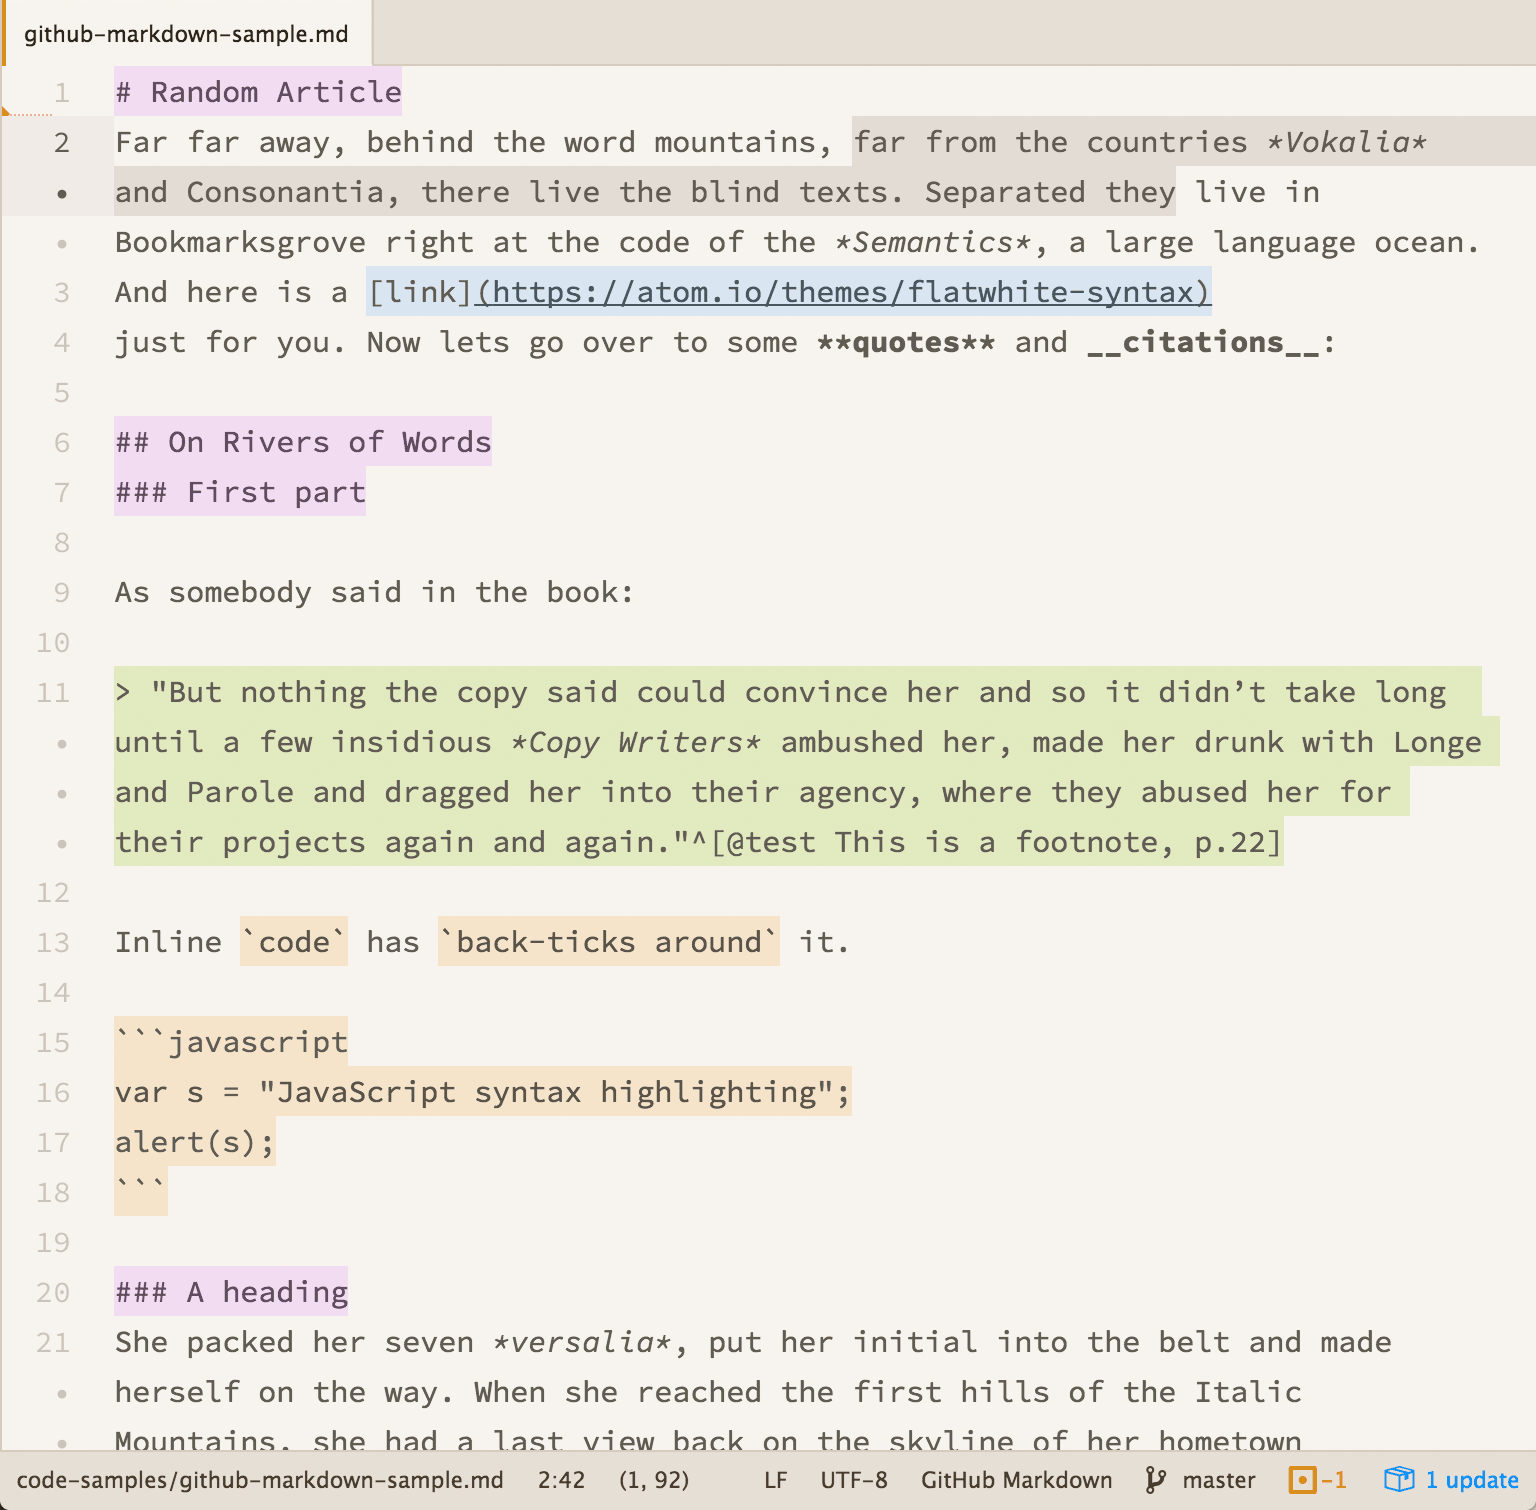 github-markdown-sample.md
1 # Random Article
2 Far far away, behind the word mountains, far from the countries *Vokalia*
• and Consonantia, there live the blind texts. Separated they live in
• Bookmarksgrove right at the code of the *Semantics*, a large language ocean.
3 And here is a [link](https://atom.io/themes/flatwhite-syntax)
4 just for you. Now lets go over to some **quotes** and __citations__:
5
6 ## On Rivers of Words
7 ### First part
8
9 As somebody said in the book:
10
11 > "But nothing the copy said could convince her and so it didn’t take long
• until a few insidious *Copy Writers* ambushed her, made her drunk with Longe
• and Parole and dragged her into their agency, where they abused her for
• their projects again and again."^[@test This is a footnote, p.22]
12
13 Inline `code` has `back-ticks around` it.
14
15 ```javascript
16 var s = "JavaScript syntax highlighting";
17 alert(s);
18 ```
19
20 ### A heading
21 She packed her seven *versalia*, put her initial into the belt and made
• herself on the way. When she reached the first hills of the Italic
• Mountains, she had a last view back on the skyline of her hometown
code-samples/github-markdown-sample.md 2:42 (1, 92) LF UTF-8 GitHub Markdown master -1 1 update